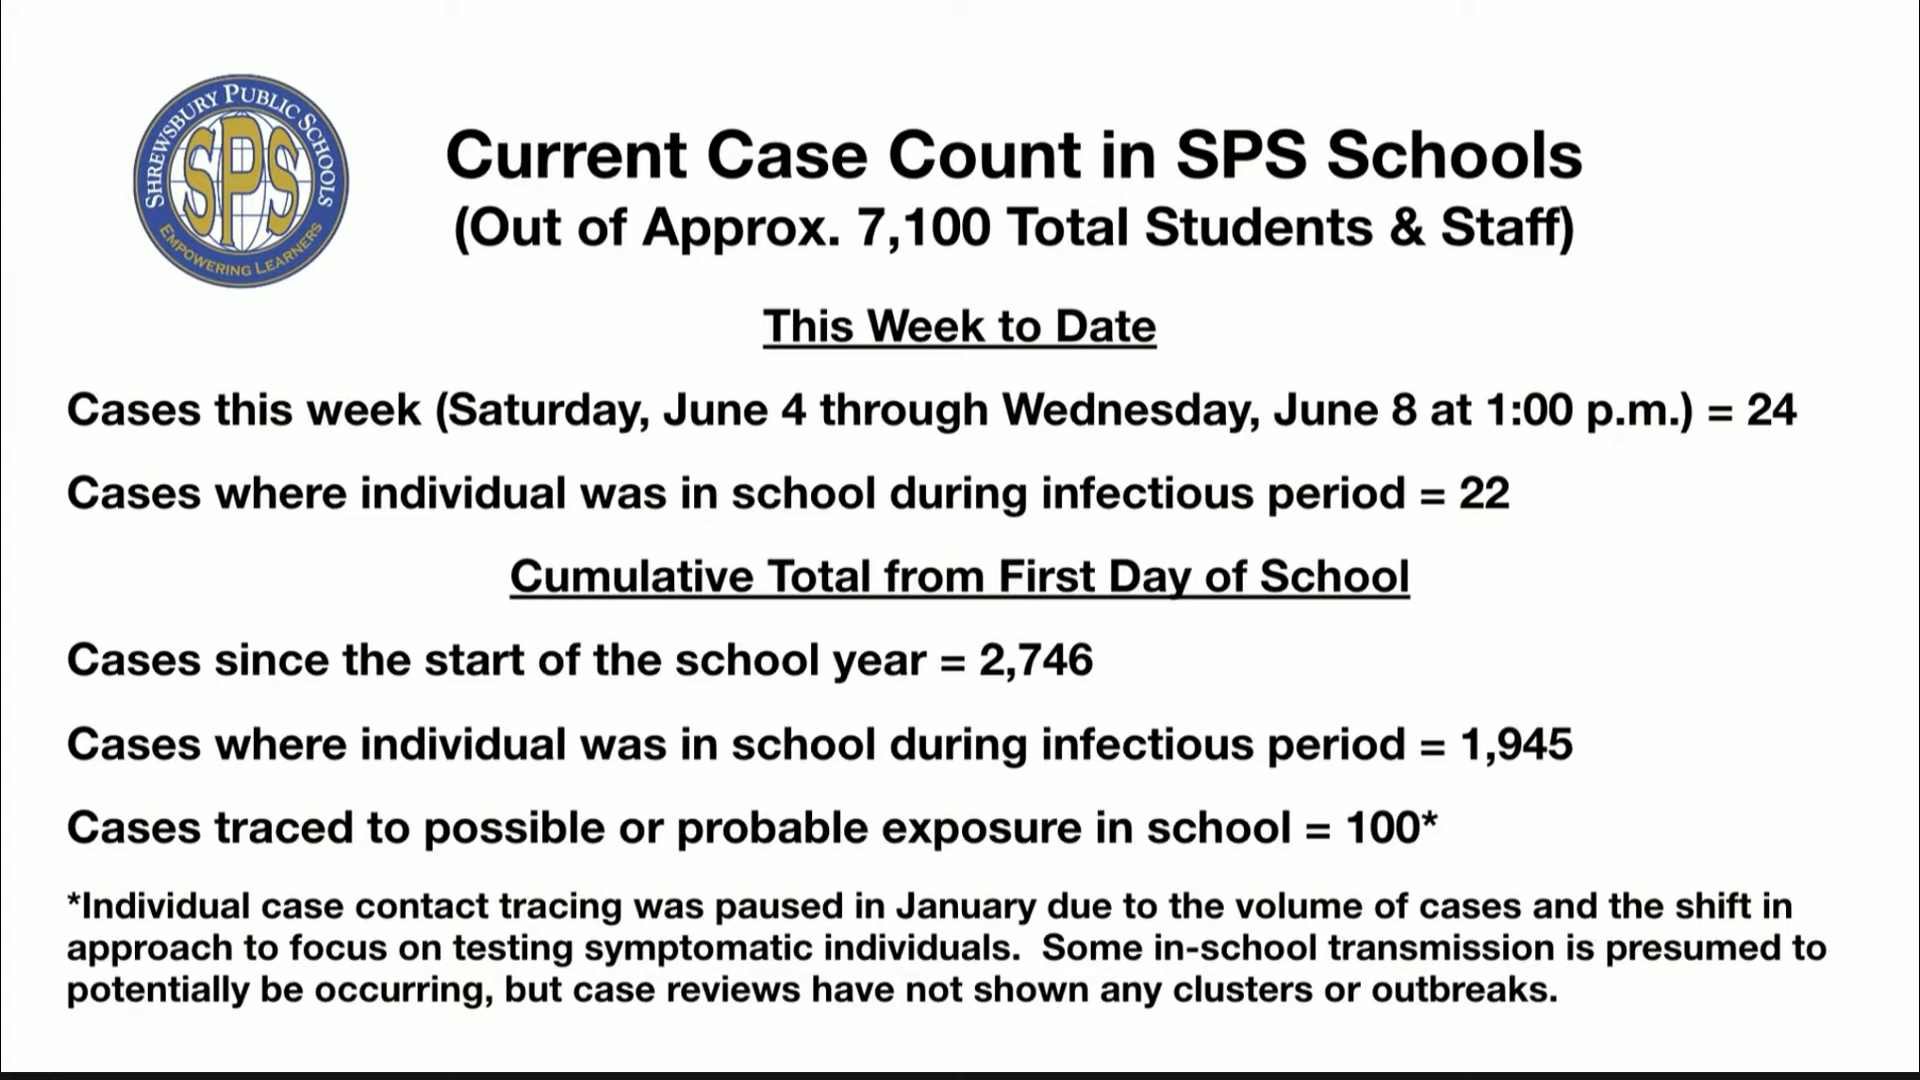 SHREWSBURY PUBLIC SCHOOLS
SPS
EMPOWERING LEARNERS
Current Case Count in SPS Schools
(Out of Approx. 7,100 Total Students & Staff)
This Week to Date
Cases this week (Saturday, June 4 through Wednesday, June 8 at 1:00 p.m.) = 24
Cases where individual was in school during infectious period = 22
Cumulative Total from First Day of School
Cases since the start of the school year = 2,746
Cases where individual was in school during infectious period = 1,945
Cases traced to possible or probable exposure in school = 100*
*Individual case contact tracing was paused in January due to the volume of cases and the shift in
approach to focus on testing symptomatic individuals.  Some in-school transmission is presumed to
potentially be occurring, but case reviews have not shown any clusters or outbreaks.